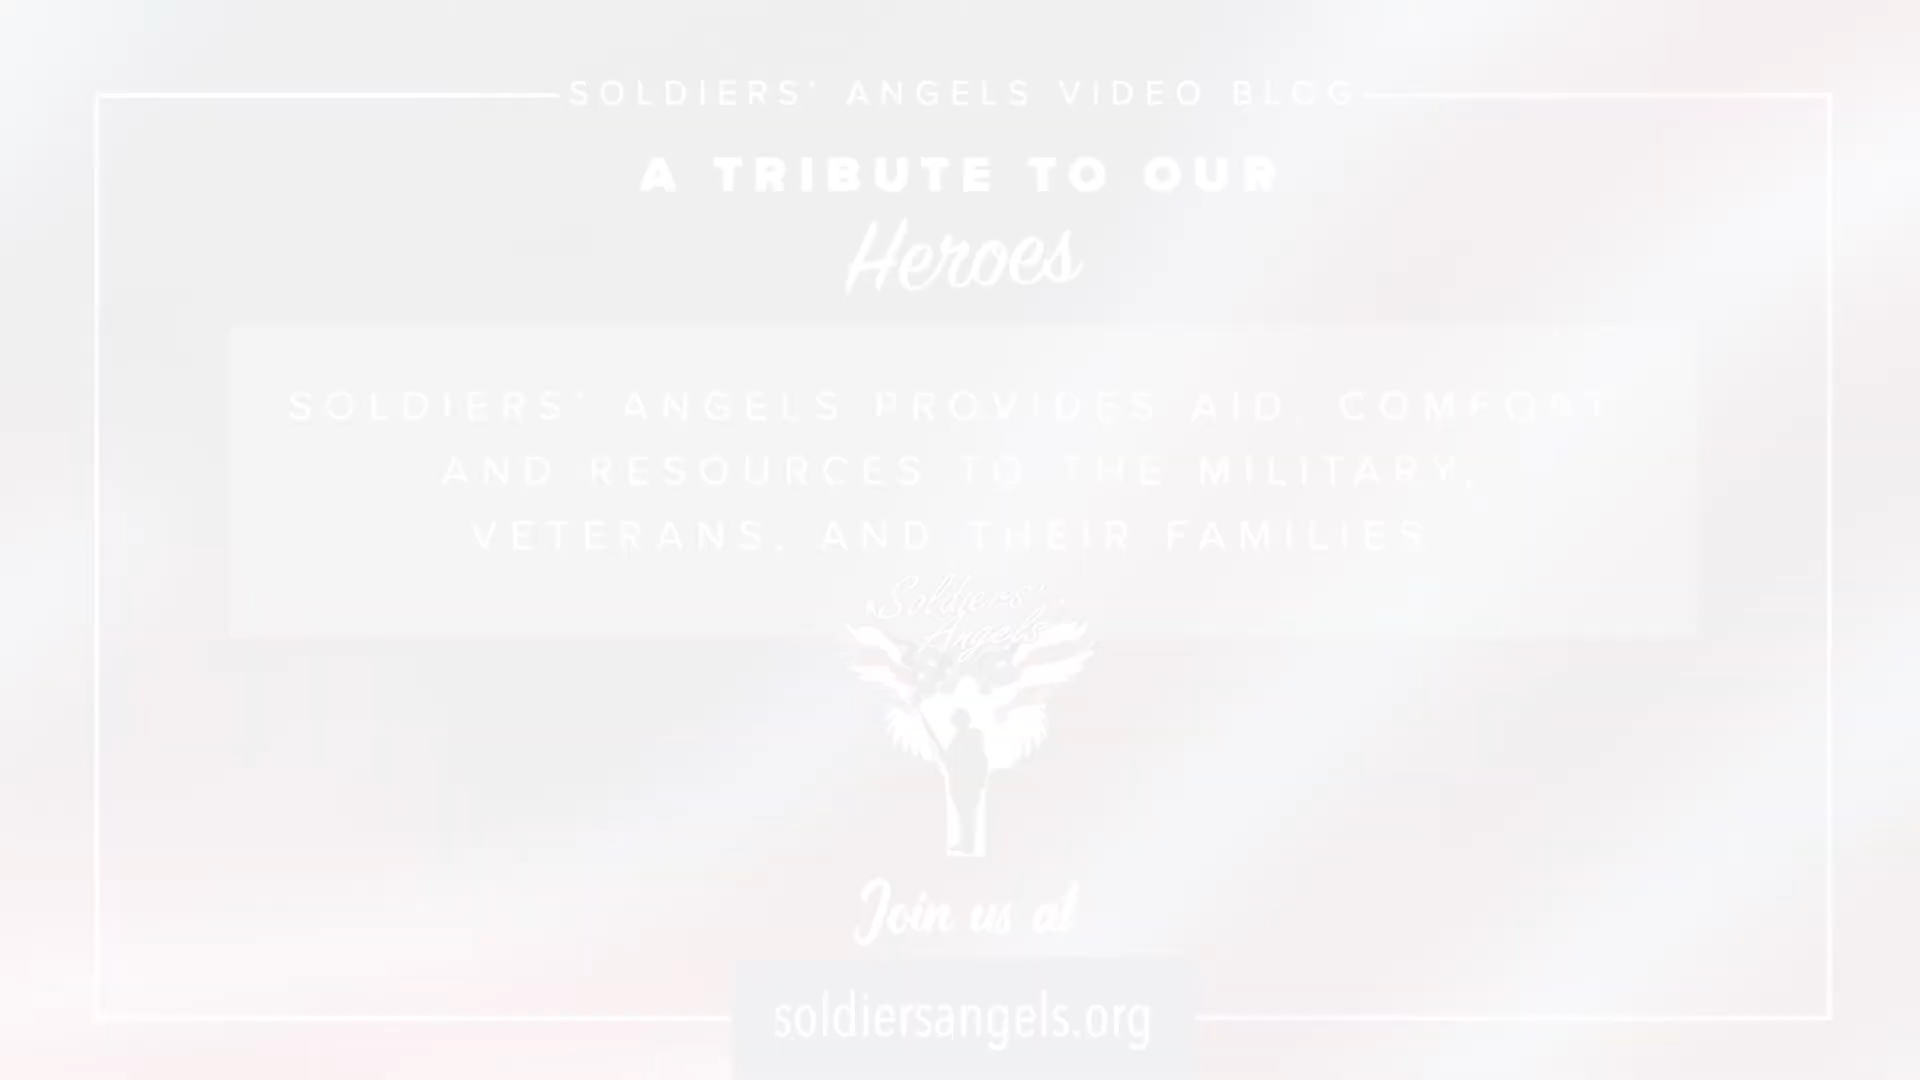 SOLDIERS' ANGELS VIDEO BLOG
A TRIBUTE TO OUR
Heroes
SOLDIERS' ANGELS PROVIDES AID, COMFORT
AND RESOURCES TO THE MILITARY,
VETERANS, AND THEIR FAMILIES
Soldiers'
Angels
Join us at
soldiersangels.org